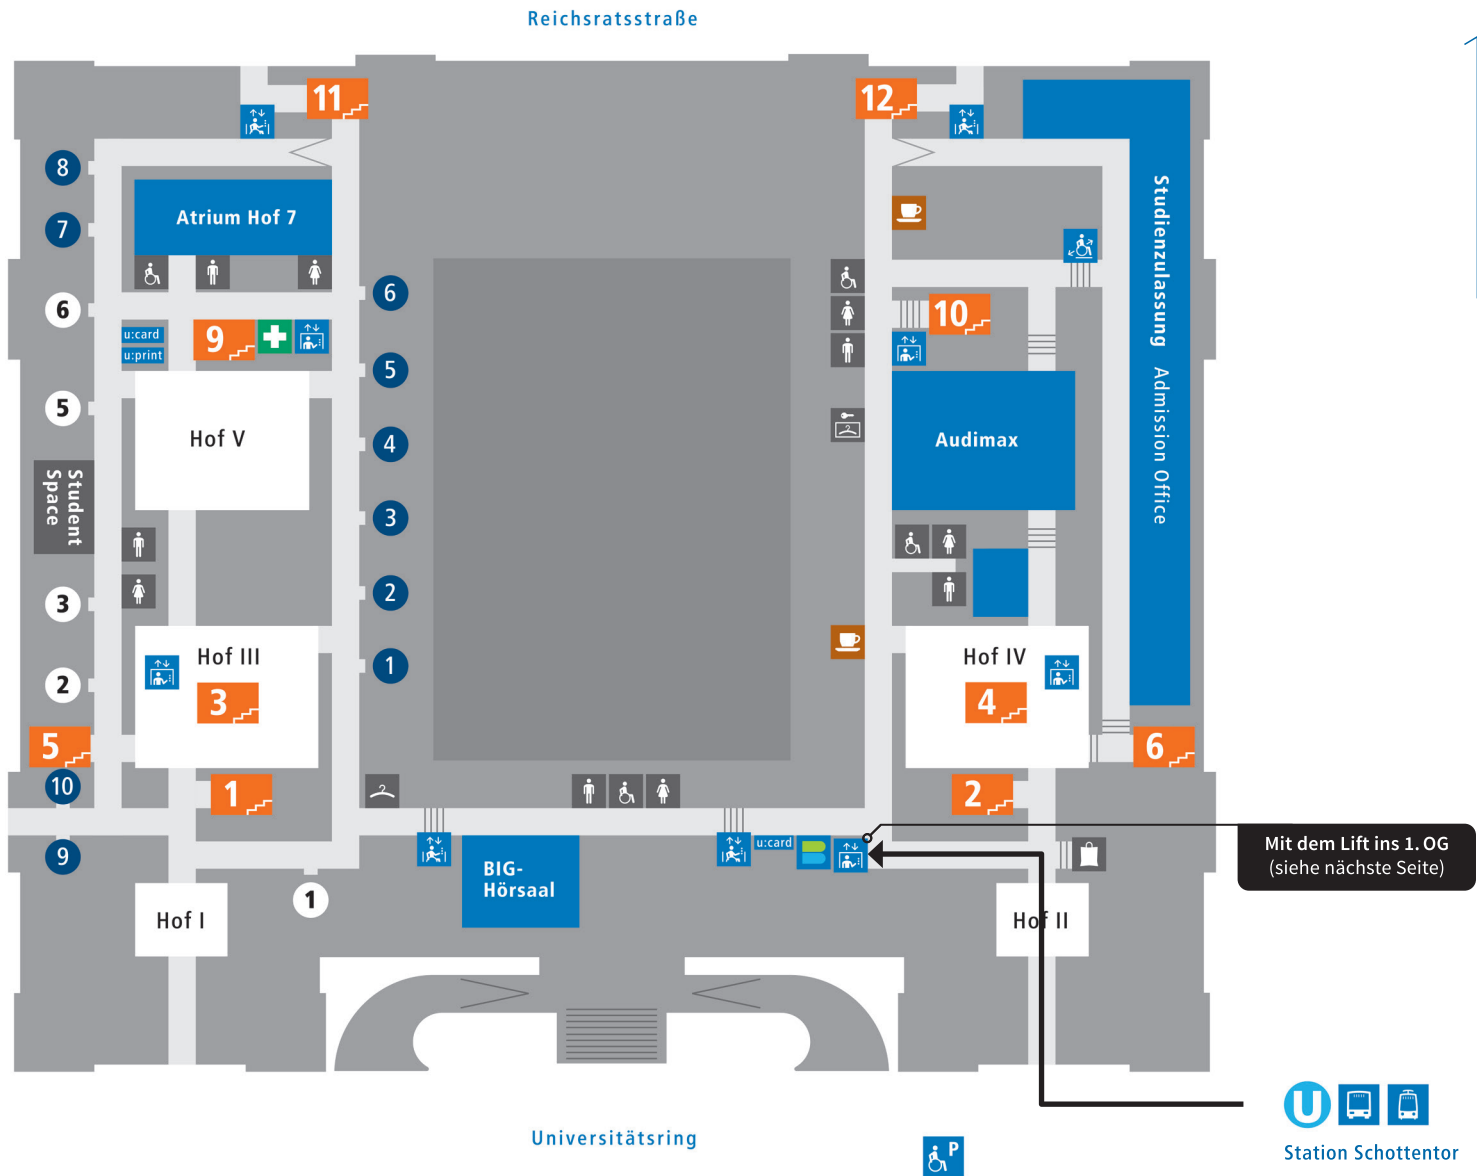 Reichsratsstraße
11
12
8
Atrium Hof 7
7
6
6
10
u:card
u:print
9
5
5
4
Hof V
Audimax
Studienzulassung Admission Office
Student
Space
3
3
2
Hof III
Hof IV
1
2
3
4
5
6
10
1
2
u:card
Mit dem Lift ins 1. OG
(siehe nächste Seite)
9
BIG-
Hörsaal
1
Hof I
Hof II
U
Universitätsring
P
Station Schottentor